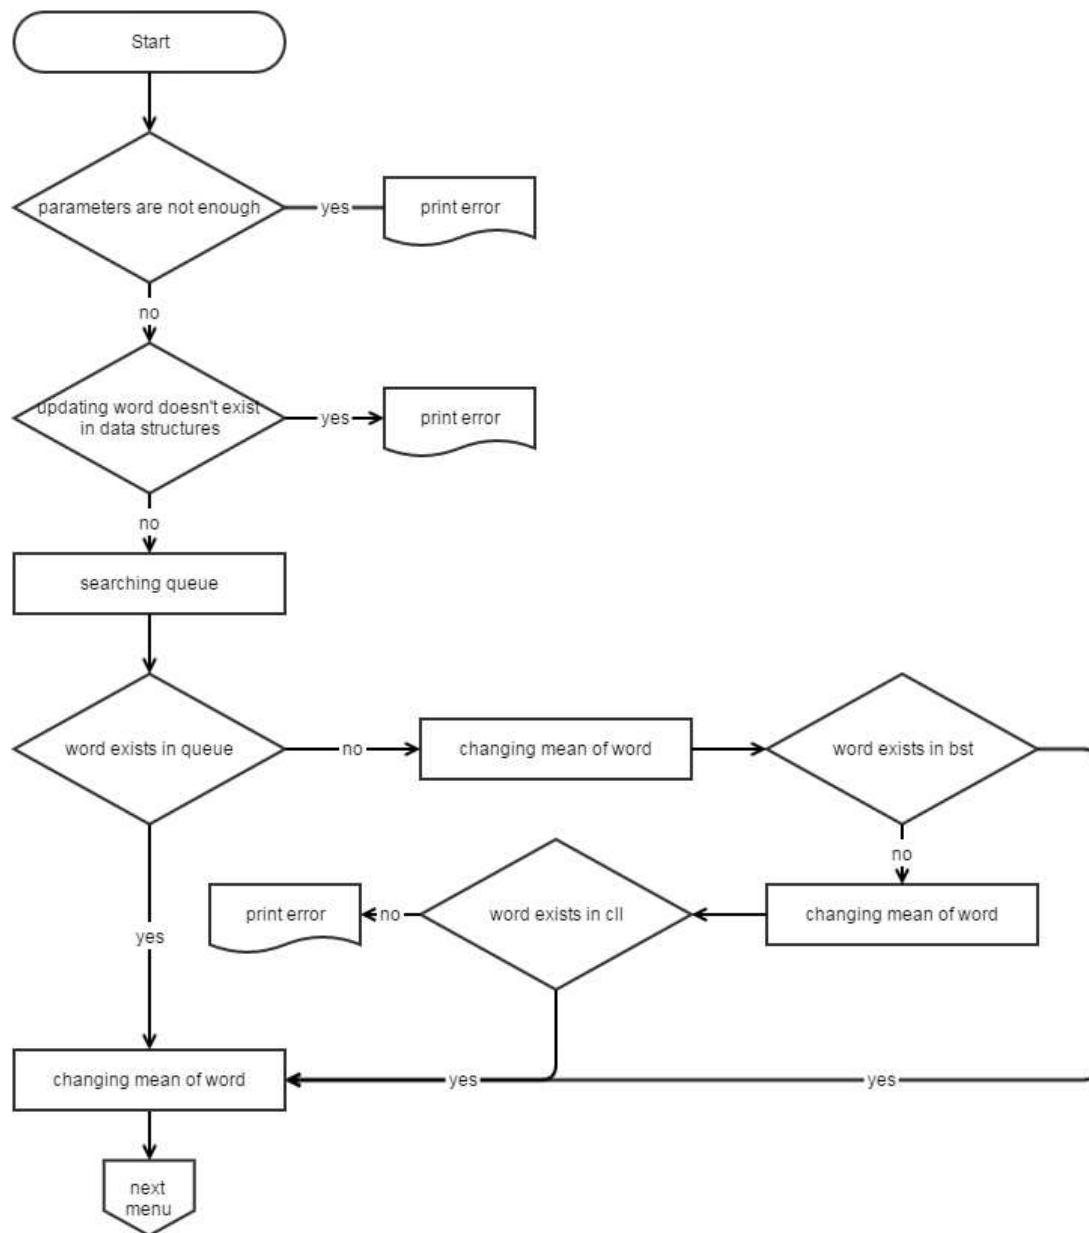 Start
parameters are not enough
yes
print error
no
updating word doesn't exist
in data structures
yes
print error
no
searching queue
word exists in queue
no
changing mean of word
word exists in bst
no
print error
no
word exists in cll
changing mean of word
yes
changing mean of word
yes
yes
next
menu